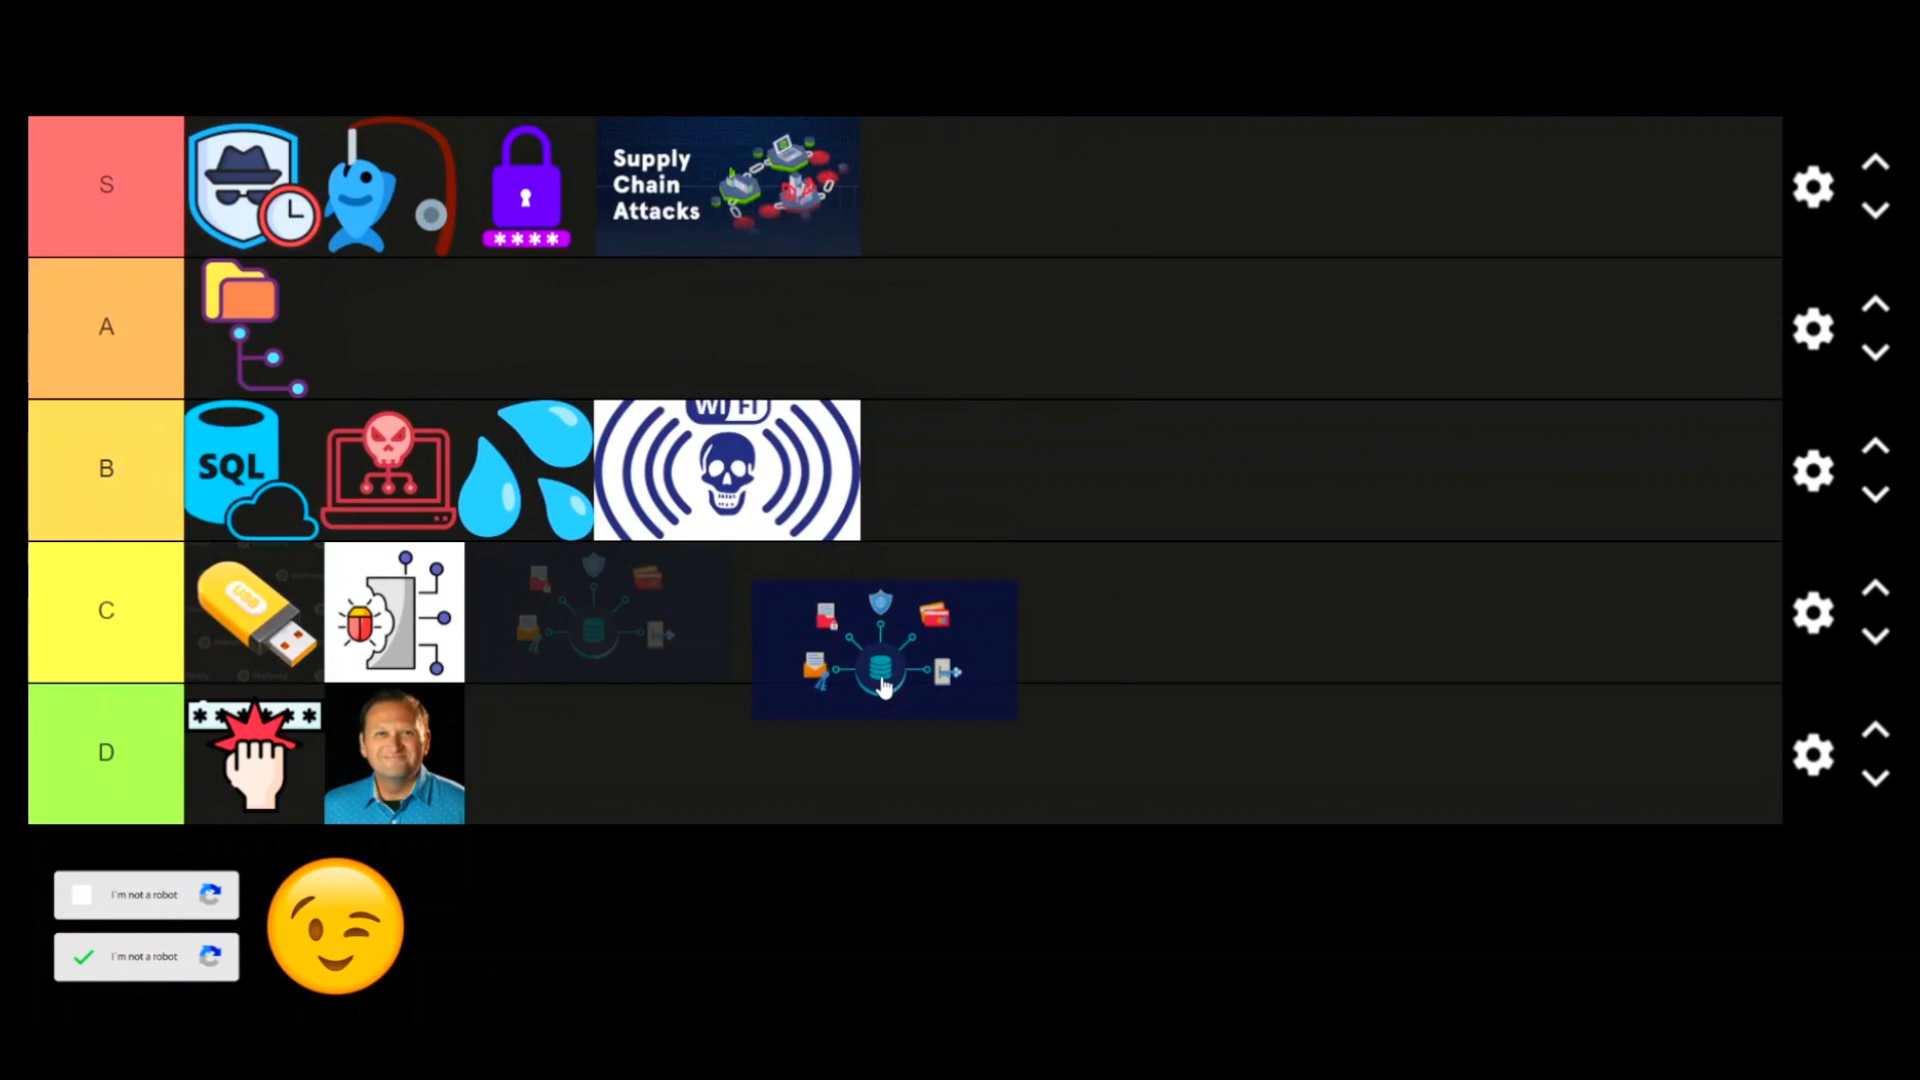 S
****
Supply
Chain
Attacks
A
B
SQL
WI FI
C
USB
D
I'm not a robot
I'm not a robot